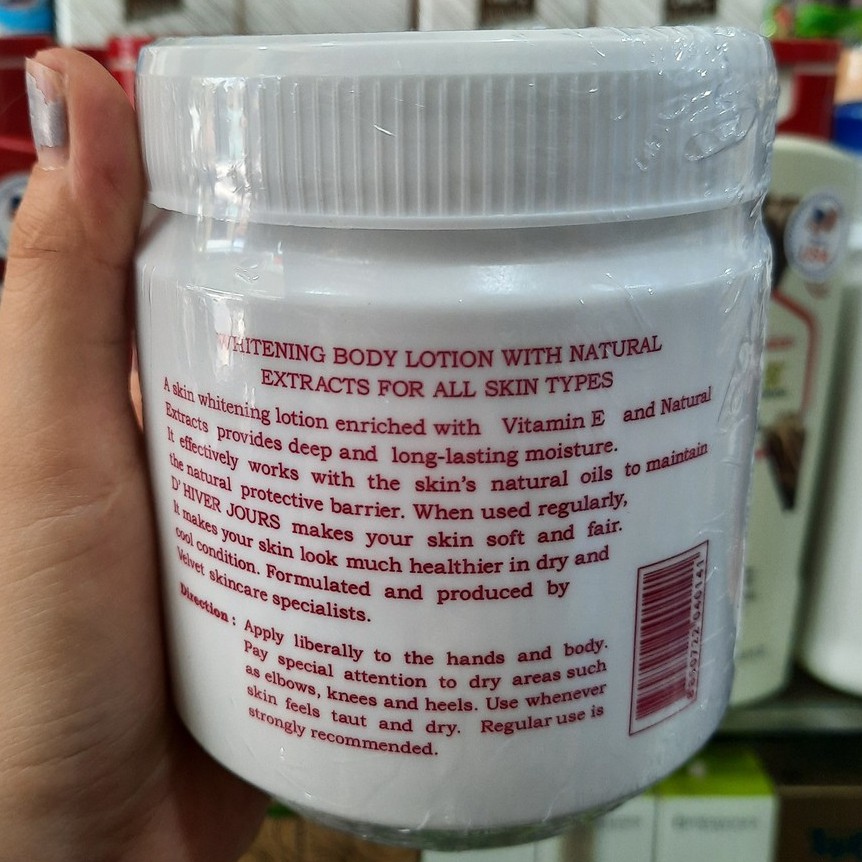 WHITENING BODY LOTION WITH NATURAL
EXTRACTS FOR ALL SKIN TYPES
A skin whitening lotion enriched with Vitamin E and Natural
Extracts provides deep and long-lasting moisture.
It effectively works with the skin's natural oils to maintain
the natural protective barrier. When used regularly,
D' HIVER JOURS makes your skin soft and fair.
It makes your skin look much healthier in dry and
cool condition. Formulated and produced by
Velvet skincare specialists.
Direction : Apply liberally to the hands and body.
Pay special attention to dry areas such
as elbows, knees and heels. Use whenever
skin feels taut and dry. Regular use is
strongly recommended.